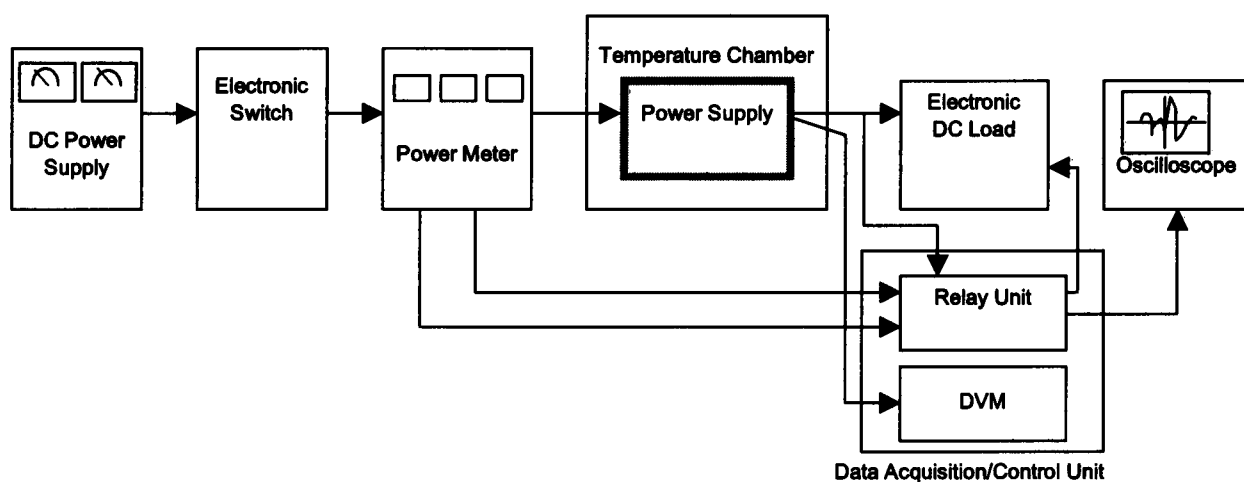 DC Power
Supply
Electronic
Switch
Power Meter
Temperature Chamber
Power Supply
Electronic
DC Load
Oscilloscope
Relay Unit
DVM
Data Acquisition/Control Unit